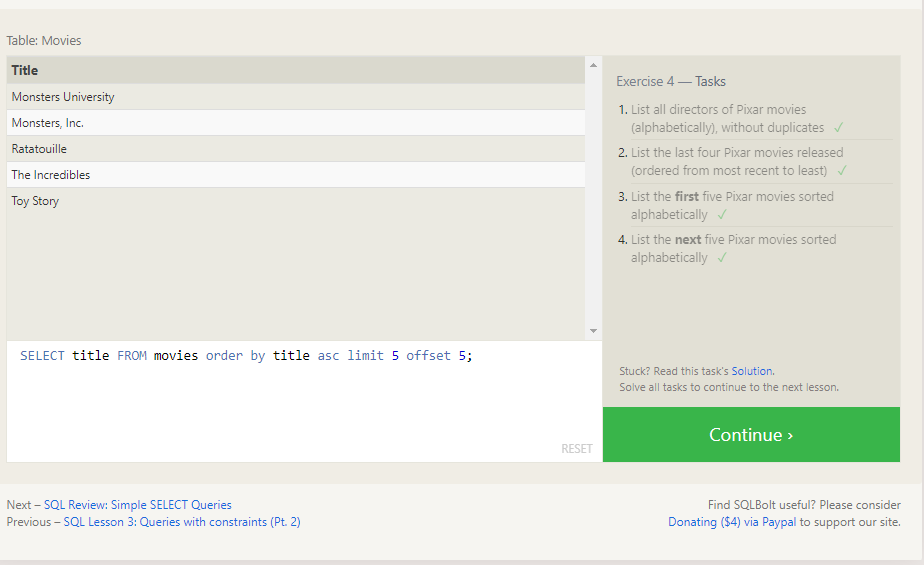 Table: Movies
Title
Monsters University
Monsters, Inc.
Ratatouille
The Incredibles
Toy Story
SELECT title FROM movies order by title asc limit 5 offset 5;
RESET
Exercise 4 — Tasks
1. List all directors of Pixar movies
(alphabetically), without duplicates ✓
2. List the last four Pixar movies released
(ordered from most recent to least) ✓
3. List the first five Pixar movies sorted
alphabetically ✓
4. List the next five Pixar movies sorted
alphabetically ✓
Stuck? Read this task's Solution.
Solve all tasks to continue to the next lesson.
Continue ›
Next – SQL Review: Simple SELECT Queries
Previous – SQL Lesson 3: Queries with constraints (Pt. 2)
Find SQLBolt useful? Please consider
Donating ($4) via Paypal to support our site.